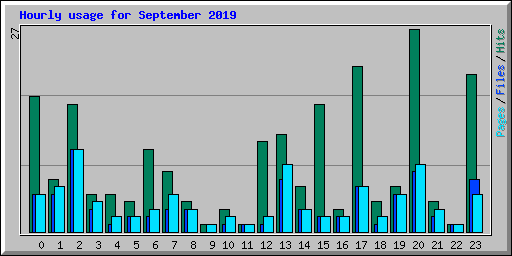 Hourly usage for September 2019
27
Pages/Files/Hits
0 1 2 3 4 5 6 7 8 9 10 11 12 13 14 15 16 17 18 19 20 21 22 23